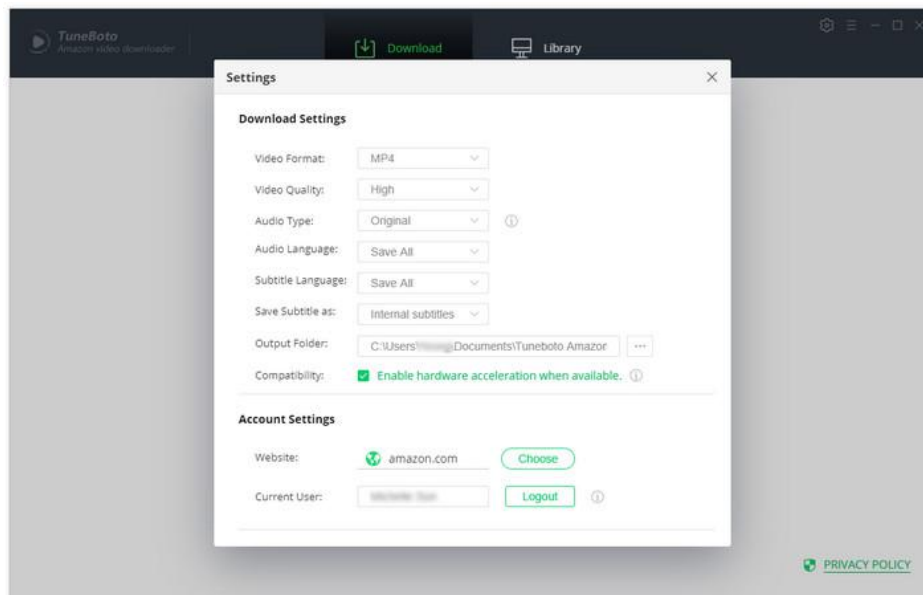 TuneBoto
Amazon video downloader
Download
Library
Settings
Download Settings
Video Format: MP4
Video Quality: High
Audio Type: Original
Audio Language: Save All
Subtitle Language: Save All
Save Subtitle as: Internal subtitles
Output Folder: C:\Users Documents\Tuneboto Amazor
Compatibility: Enable hardware acceleration when available.
Account Settings
Website: amazon.com Choose
Current User: Logout
PRIVACY POLICY